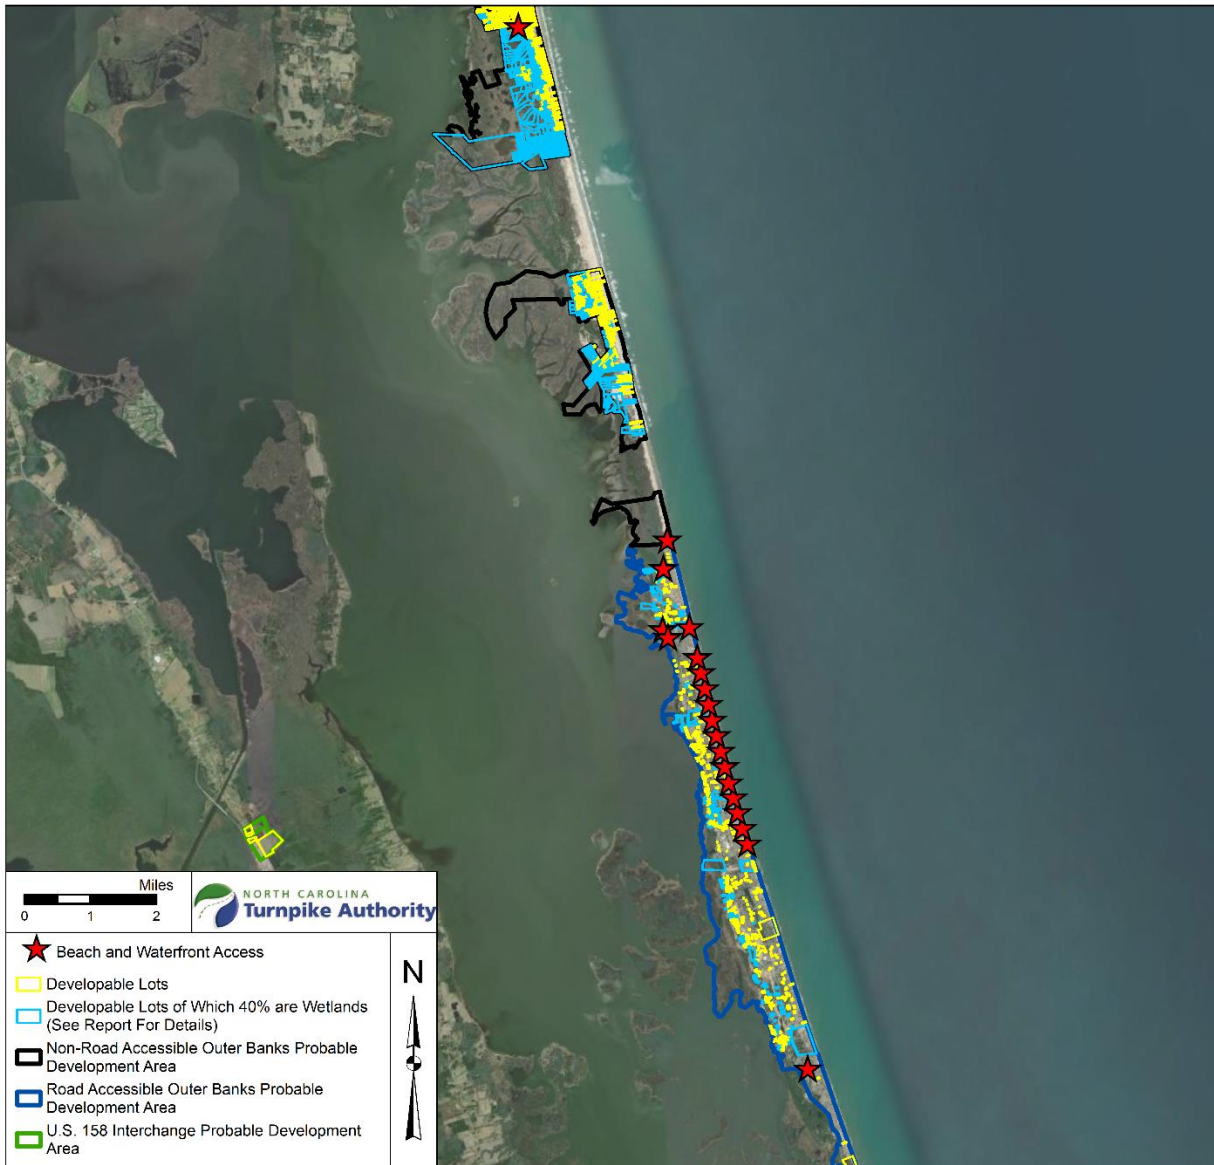 Miles
0 1 2
NORTH CAROLINA
Turnpike Authority
Beach and Waterfront Access
Developable Lots
Developable Lots of Which 40% are Wetlands
(See Report For Details)
Non-Road Accessible Outer Banks Probable
Development Area
Road Accessible Outer Banks Probable
Development Area
U.S. 158 Interchange Probable Development
Area
N